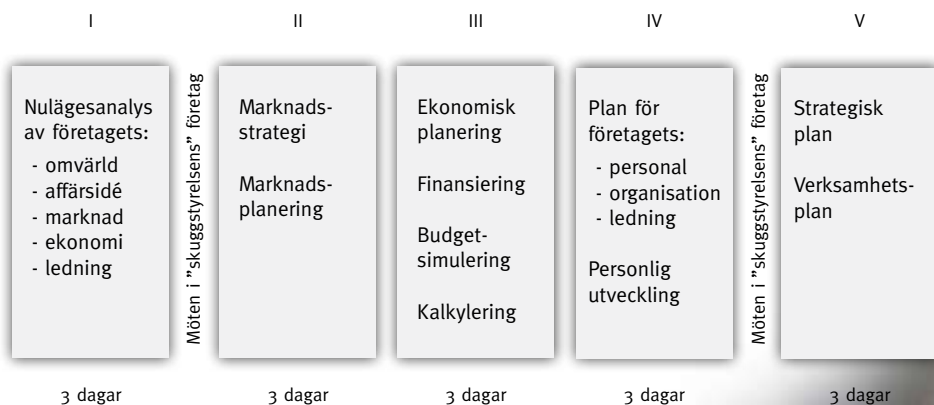 I
Nulägesanalys
av företagets:
- omvärld
- affärsidé
- marknad
- ekonomi
- ledning
3 dagar
Möten i ”skuggstyrelsens” företag
II
Marknads-
strategi
Marknads-
planering
3 dagar
III
Ekonomisk
planering
Finansiering
Budget-
simulering
Kalkylering
3 dagar
IV
Plan för
företagets:
- personal
- organisation
- ledning
Personlig
utveckling
3 dagar
Möten i ”skuggstyrelsens” företag
V
Strategisk
plan
Verksamhets-
plan
3 dagar